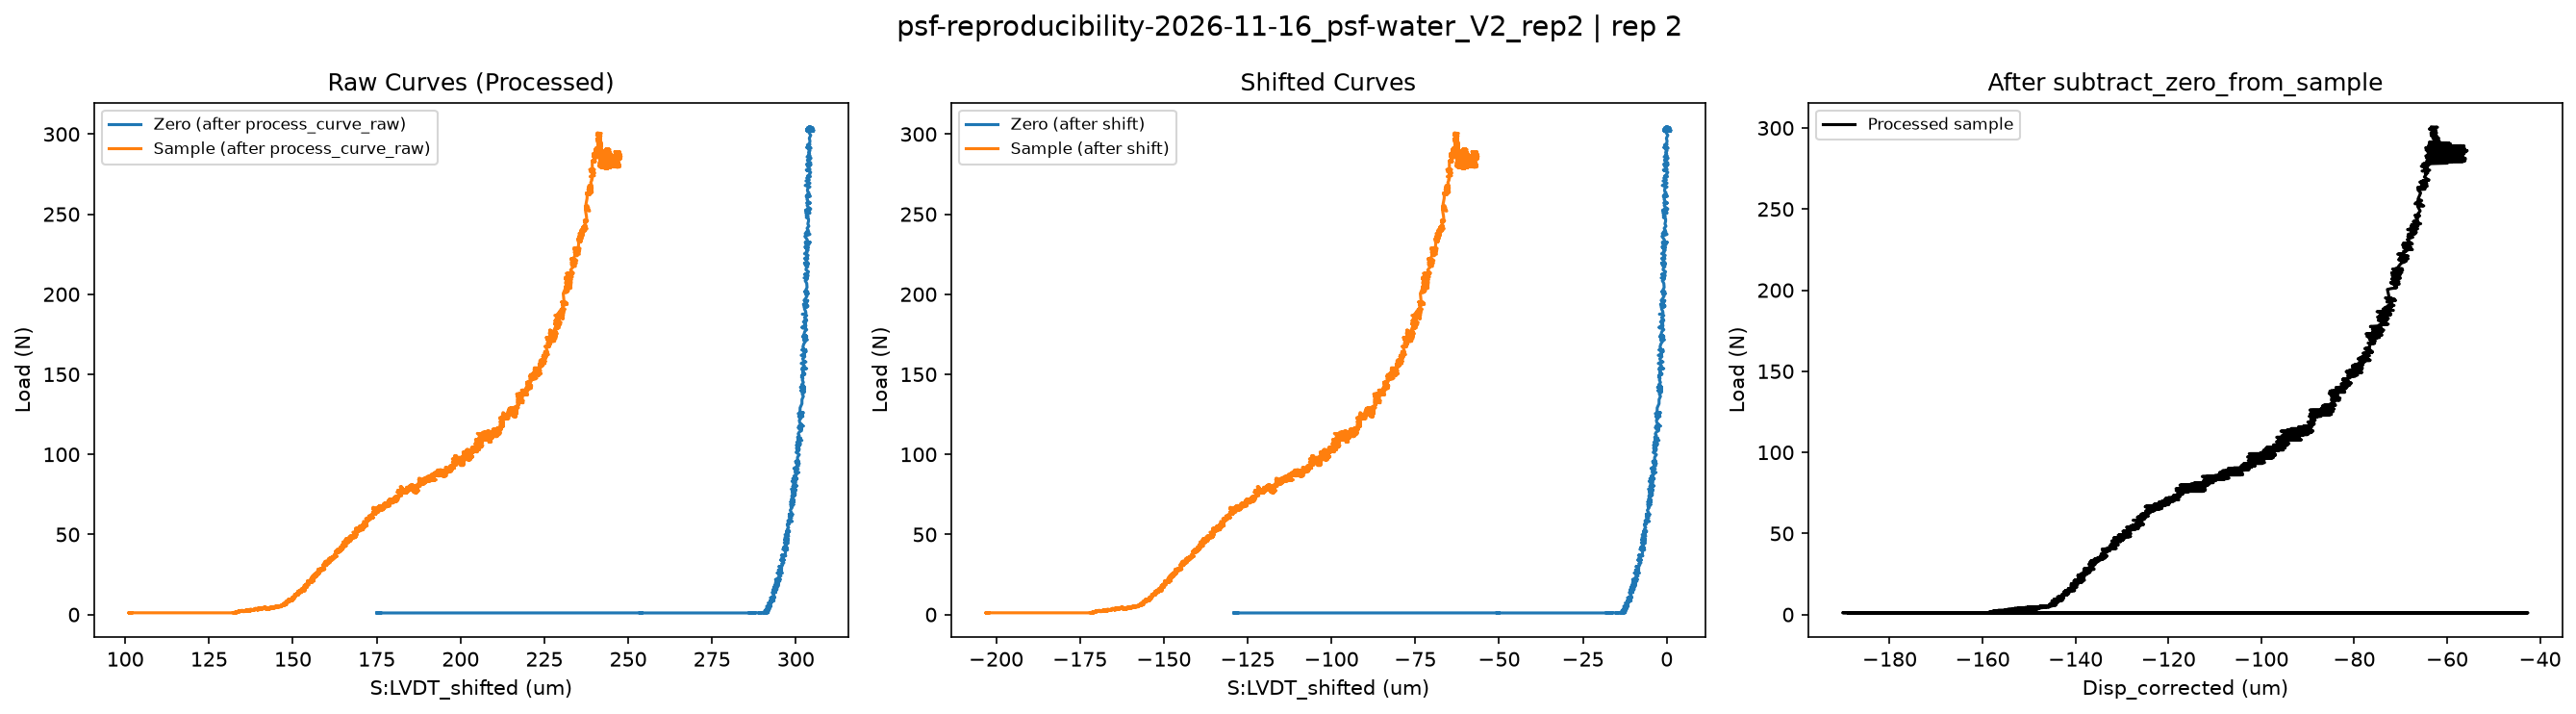 psf-reproducibility-2026-11-16_psf-water_V2_rep2 | rep 2
Raw Curves (Processed)
Zero (after process_curve_raw)
Sample (after process_curve_raw)
Load (N)
300
250
200
150
100
50
0
100 125 150 175 200 225 250 275 300
S:LVDT_shifted (um)
Shifted Curves
Zero (after shift)
Sample (after shift)
Load (N)
300
250
200
150
100
50
0
−200 −175 −150 −125 −100 −75 −50 −25 0
S:LVDT_shifted (um)
After subtract_zero_from_sample
Processed sample
Load (N)
300
250
200
150
100
50
0
−180 −160 −140 −120 −100 −80 −60 −40
Disp_corrected (um)